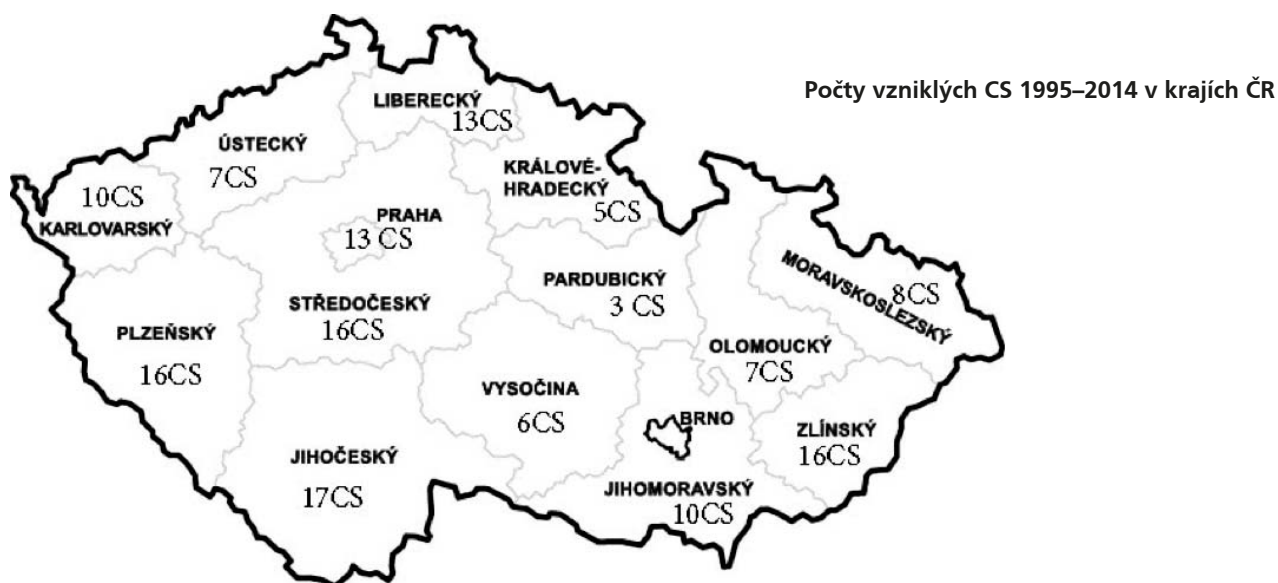 Počty vzniklých CS 1995–2014 v krajích ČR
LIBERECKÝ
13CS
ÚSTECKÝ
7CS
KRÁLOVÉ-
HRADECKÝ
5CS
10CS
KARLOVARSKÝ
PRAHA
13 CS
STŘEDOČESKÝ
16CS
PARDUBICKÝ
3 CS
MORAVSKOSLEZSKÝ
8CS
PLZEŇSKÝ
16CS
OLOMOUCKÝ
7CS
VYSOČINA
6CS
BRNO
ZLÍNSKÝ
16CS
JIHOČESKÝ
17CS
JIHOMORAVSKÝ
10CS